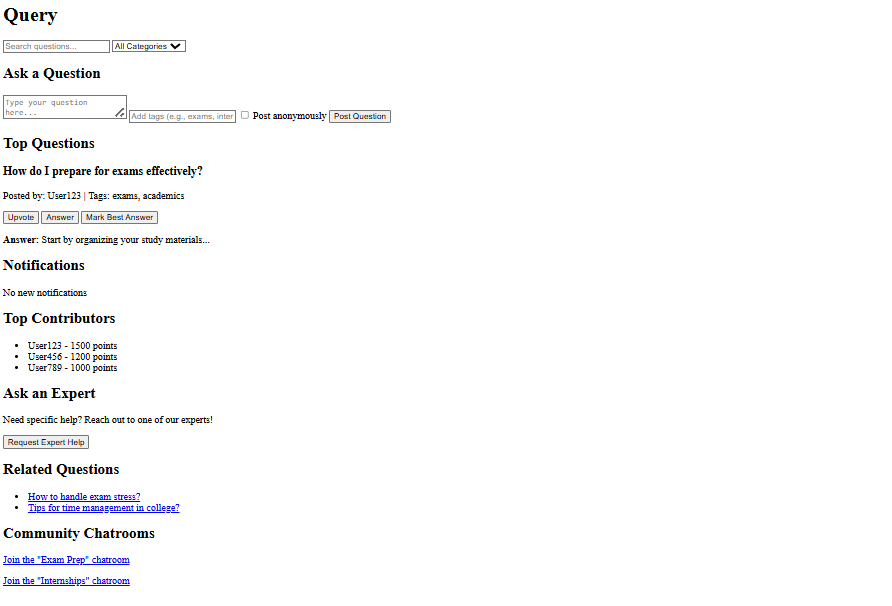 Query
Search questions... All Categories
Ask a Question
Type your question
here...
Add tags (e.g., exams, inter Post anonymously Post Question
Top Questions
How do I prepare for exams effectively?
Posted by: User123 | Tags: exams, academics
Upvote Answer Mark Best Answer
Answer: Start by organizing your study materials...
Notifications
No new notifications
Top Contributors
User123 - 1500 points
User456 - 1200 points
User789 - 1000 points
Ask an Expert
Need specific help? Reach out to one of our experts!
Request Expert Help
Related Questions
How to handle exam stress?
Tips for time management in college?
Community Chatrooms
Join the "Exam Prep" chatroom
Join the "Internships" chatroom